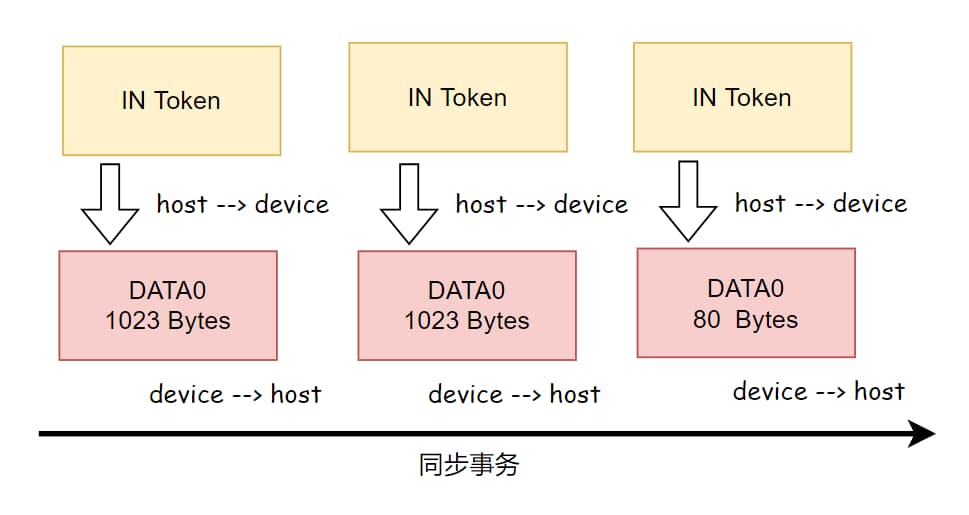 IN Token
IN Token
IN Token
host --> device
host --> device
host --> device
DATA0
1023 Bytes
DATA0
1023 Bytes
DATA0
80 Bytes
device --> host
device --> host
device --> host
同步事务